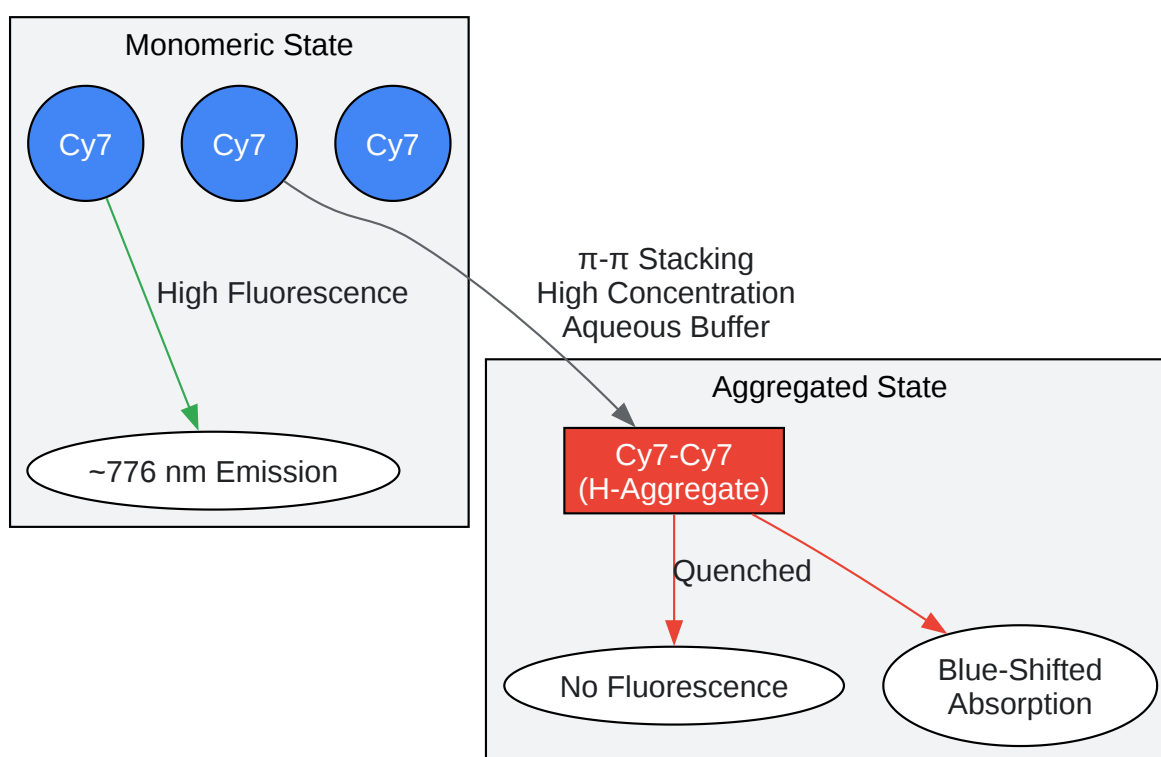 Monomeric State
Cy7
Cy7
Cy7
High Fluorescence
~776 nm Emission
π-π Stacking
High Concentration
Aqueous Buffer
Aggregated State
Cy7-Cy7
(H-Aggregate)
Quenched
No Fluorescence
Blue-Shifted
Absorption